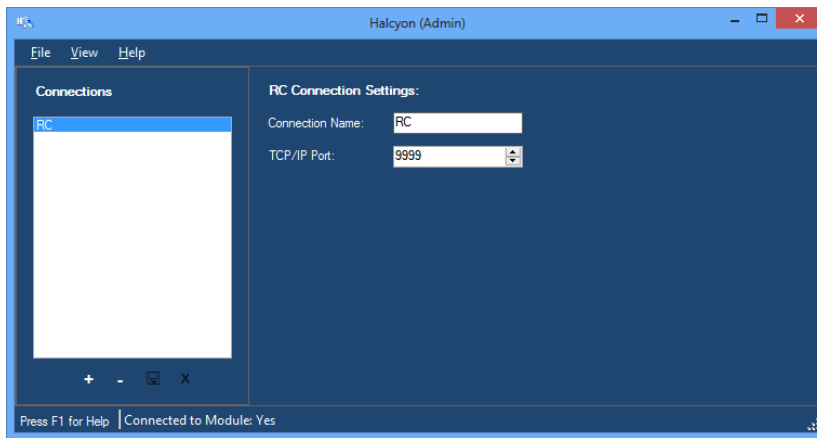 Halcyon (Admin)
File View Help
Connections
RC
RC Connection Settings:
Connection Name: RC
TCP/IP Port: 9999
+ - X
Press F1 for Help Connected to Module: Yes